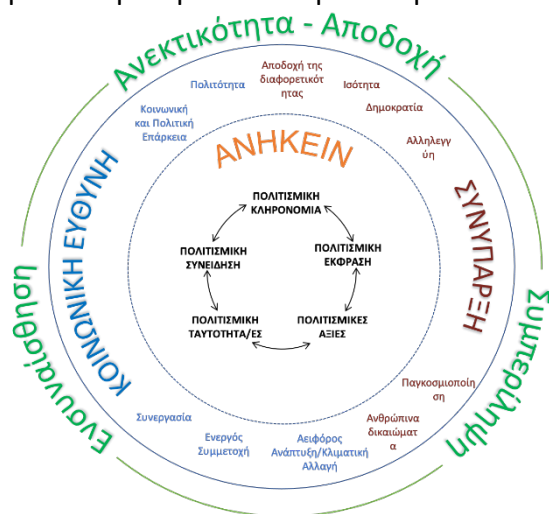 Ανεκτικότητα - Αποδοχή
Αποδοχή της
διαφορετικότ
ητας
Ισότητα
Πολιτότητα
Δημοκρατία
Κοινωνική
και Πολιτική
Επάρκεια
Αλληλεγγ
ύη
ΑΝΗΚΕΙΝ
ΚΟΙΝΩΝΙΚΗ ΕΥΘΥΝΗ
ΣΥΝΥΠΑΡΞΗ
ΠΟΛΙΤΙΣΜΙΚΗ
ΚΛΗΡΟΝΟΜΙΑ
ΠΟΛΙΤΙΣΜΙΚΗ
ΣΥΝΕΙΔΗΣΗ
ΠΟΛΙΤΙΣΜΙΚΗ
ΕΚΦΡΑΣΗ
ΠΟΛΙΤΙΣΜΙΚΗ
ΤΑΥΤΟΤΗΤΑ/ΕΣ
ΠΟΛΙΤΙΣΜΙΚΕΣ
ΑΞΙΕΣ
Ενσυναίσθηση
Συμπερίληψη
Παγκοσμιοποίη
ση
Συνεργασία
Ενεργός
Συμμετοχή
Αειφόρος
Ανάπτυξη/Κλιματική
Αλλαγή
Ανθρώπινα
δικαιώματ
α